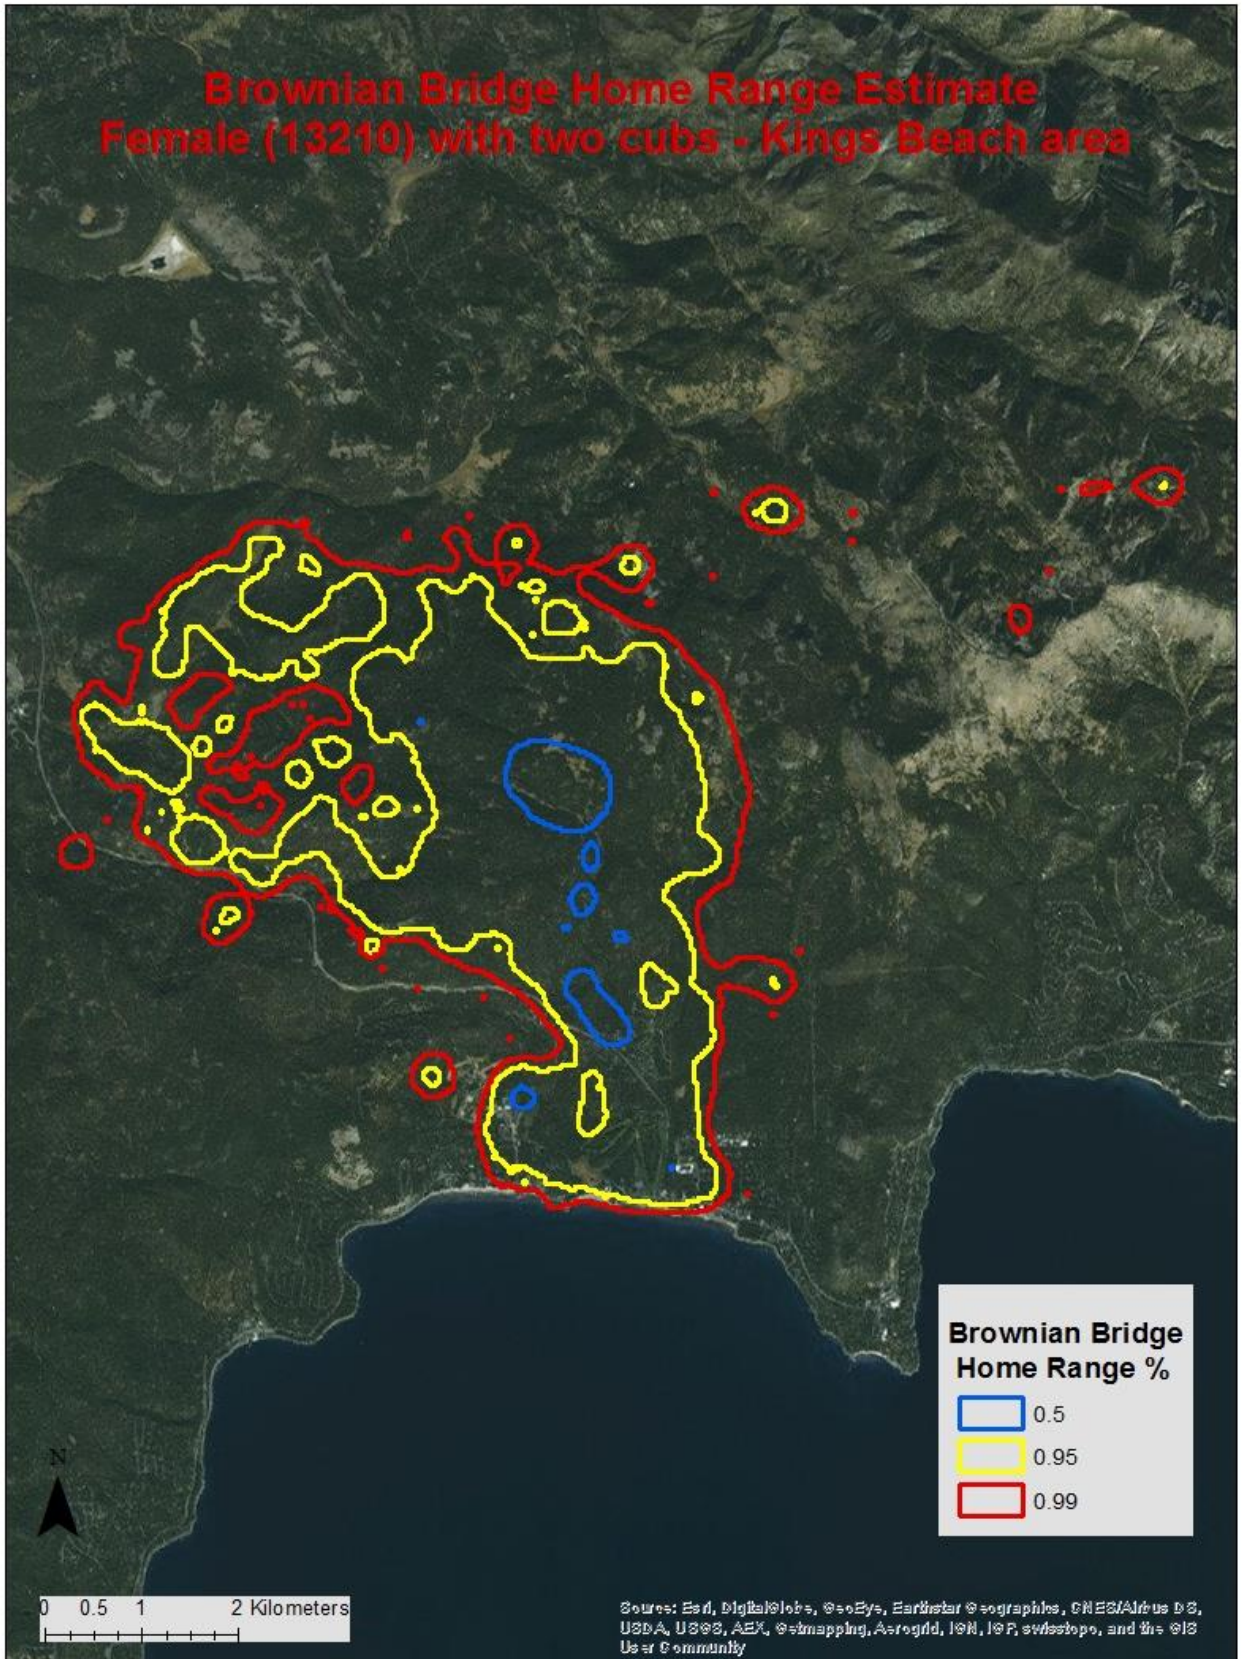 Brownian Bridge Home Range Estimate
Female (13210) with two cubs - Kings Beach area
Brownian Bridge
Home Range %
0.5
0.95
0.99
N
0 0.5 1 2 Kilometers
Source: Esri, DigitalGlobe, GeoEye, Earthstar Geographics, CNES/Airbus DS,
USDA, USGS, AEX, Getmapping, Aerogrid, IGN, IGP, swisstopo, and the GIS
User Community